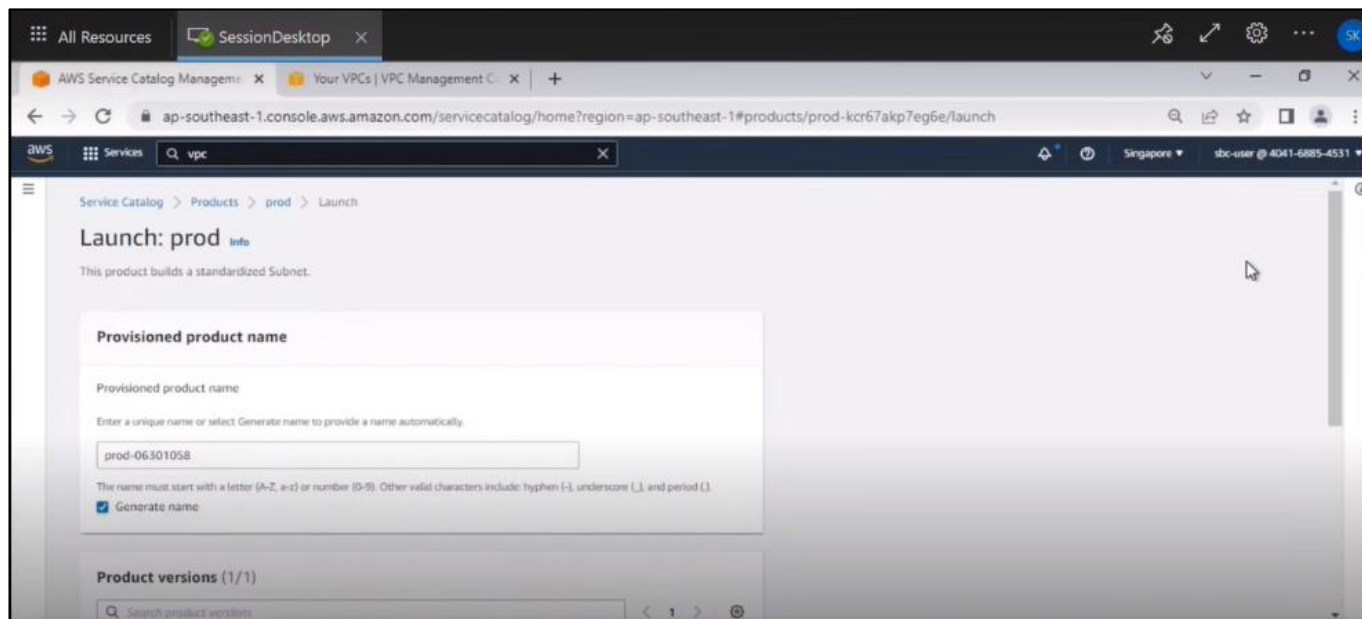 All Resources SessionDesktop SK
AWS Service Catalog Manageme Your VPCs | VPC Management C
ap-southeast-1.console.aws.amazon.com/servicecatalog/home?region=ap-southeast-1#products/prod-kcr67akp7eg6e/launch
aws Services vpc Singapore sbc-user @ 4041-6885-4531
Service Catalog > Products > prod > Launch
Launch: prod Info
This product builds a standardized Subnet.
Provisioned product name
Provisioned product name
Enter a unique name or select Generate name to provide a name automatically.
prod-06301058
The name must start with a letter (A-Z, a-z) or number (0-9). Other valid characters include: hyphen (-), underscore (_), and period (.).
Generate name
Product versions (1/1)
Search product versions 1